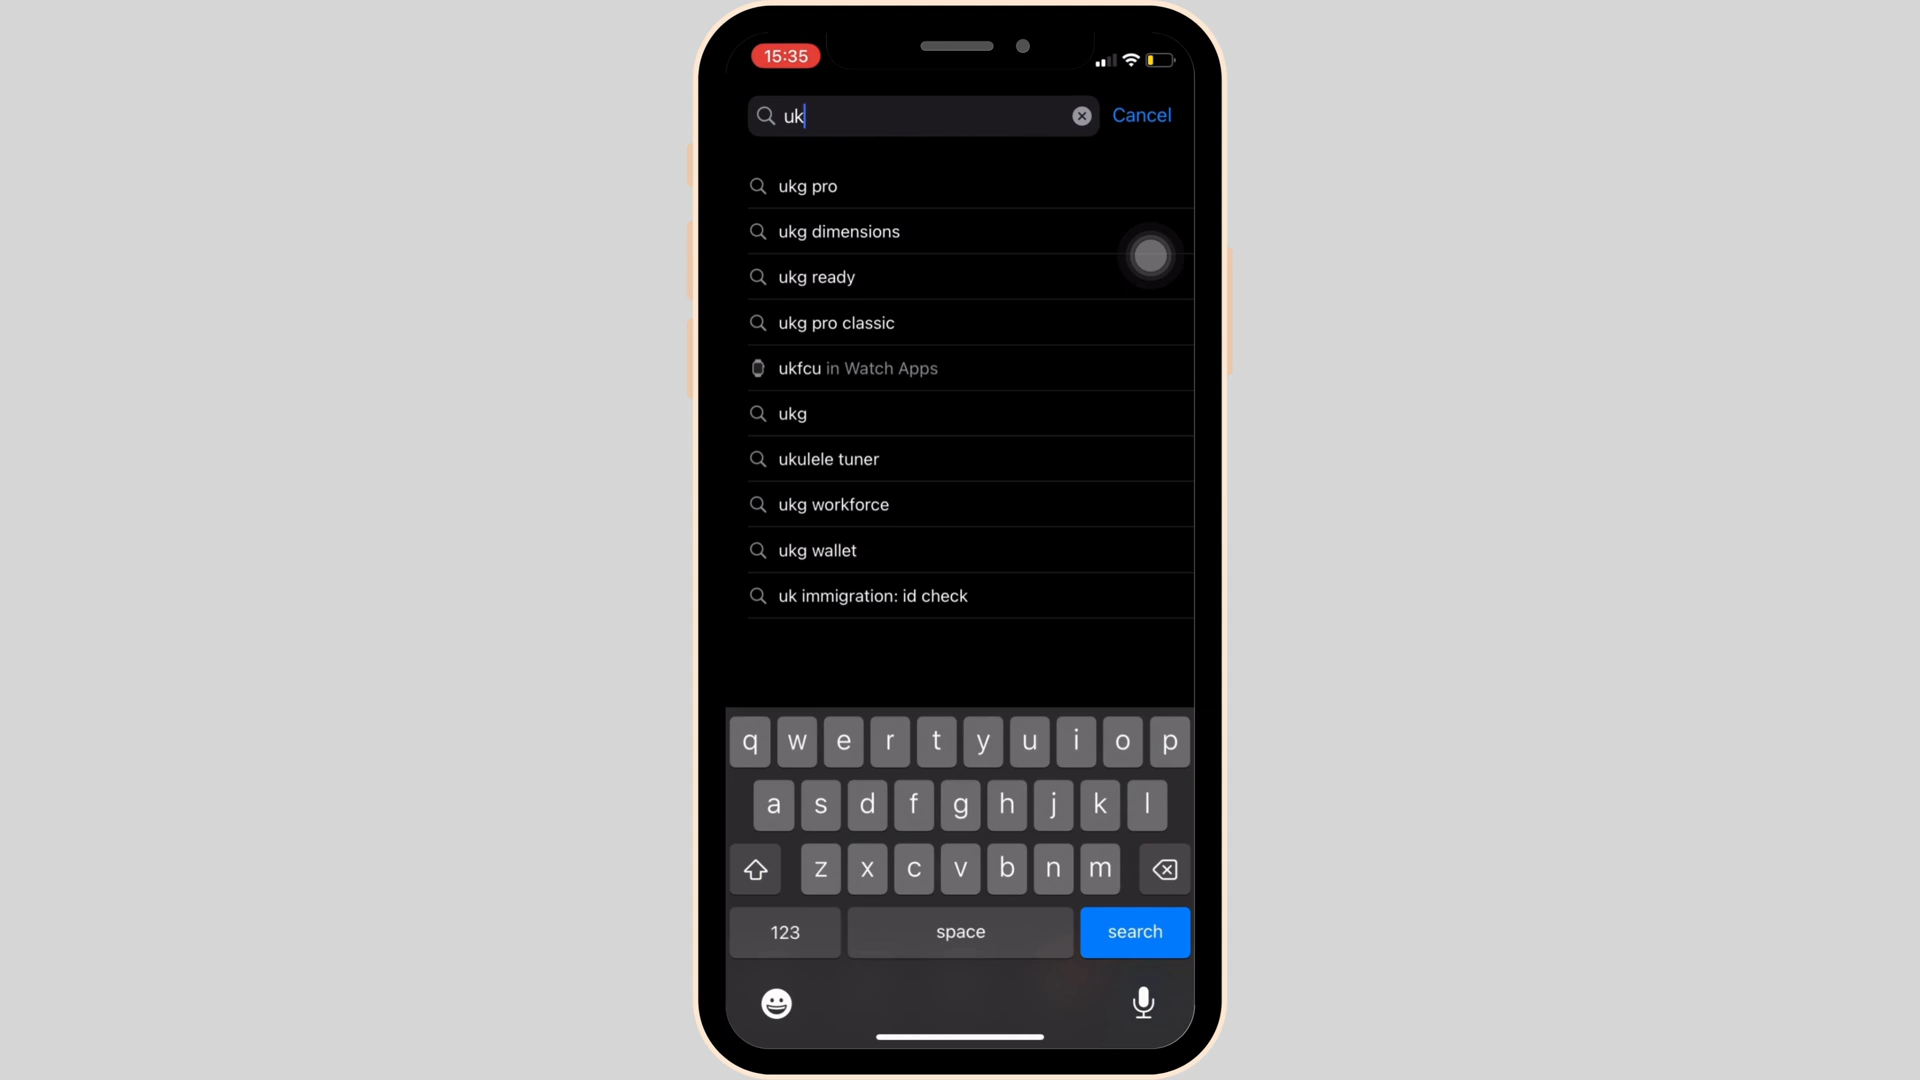 15:35
uk
Cancel
ukg pro
ukg dimensions
ukg ready
ukg pro classic
ukfcu in Watch Apps
ukg
ukulele tuner
ukg workforce
ukg wallet
uk immigration: id check
q w e r t y u i o p
a s d f g h j k l
z x c v b n m
123 space search